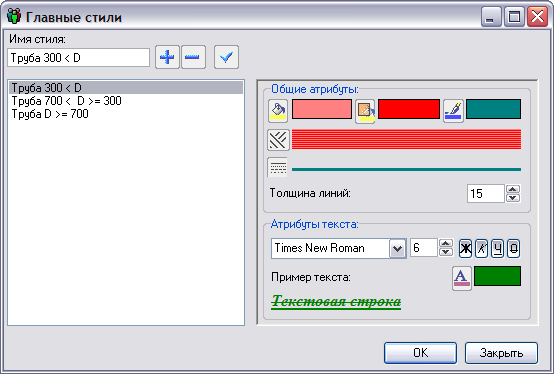 Главные стили
Имя стиля:
Труба 300 < D
Труба 300 < D
Труба 700 < D >= 300
Труба D >= 700
Общие атрибуты:
Толщина линий: 15
Атрибуты текста:
Times New Roman 6 Ж К Ч О
Пример текста: A
Текстовая строка
OK Закрыть